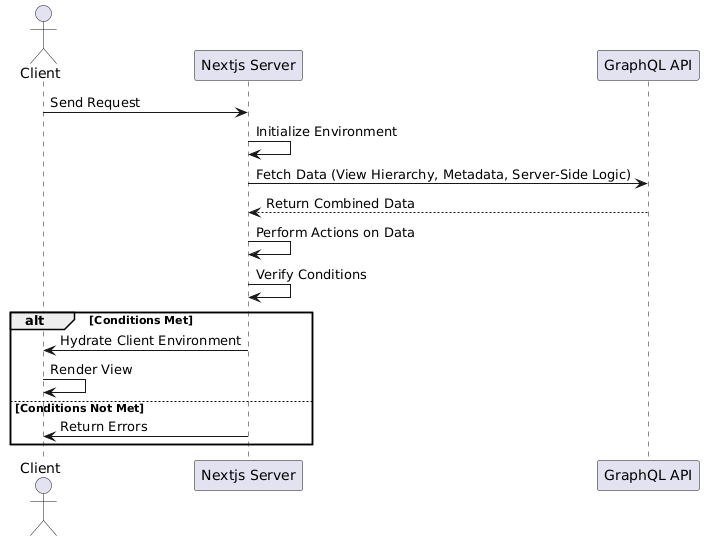 Client
Nextjs Server
GraphQL API
Send Request
Initialize Environment
Fetch Data (View Hierarchy, Metadata, Server-Side Logic)
Return Combined Data
Perform Actions on Data
Verify Conditions
alt [Conditions Met]
Hydrate Client Environment
Render View
[Conditions Not Met]
Return Errors
Client
Nextjs Server
GraphQL API